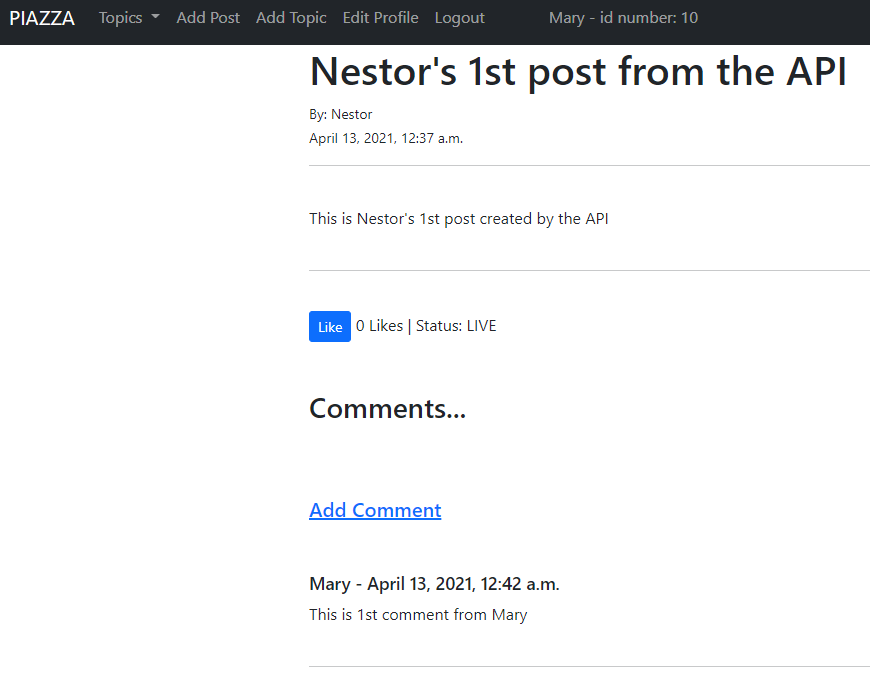 PIAZZA Topics Add Post Add Topic Edit Profile Logout Mary - id number: 10
Nestor's 1st post from the API
By: Nestor
April 13, 2021, 12:37 a.m.
This is Nestor's 1st post created by the API
Like 0 Likes | Status: LIVE
Comments...
Add Comment
Mary - April 13, 2021, 12:42 a.m.
This is 1st comment from Mary